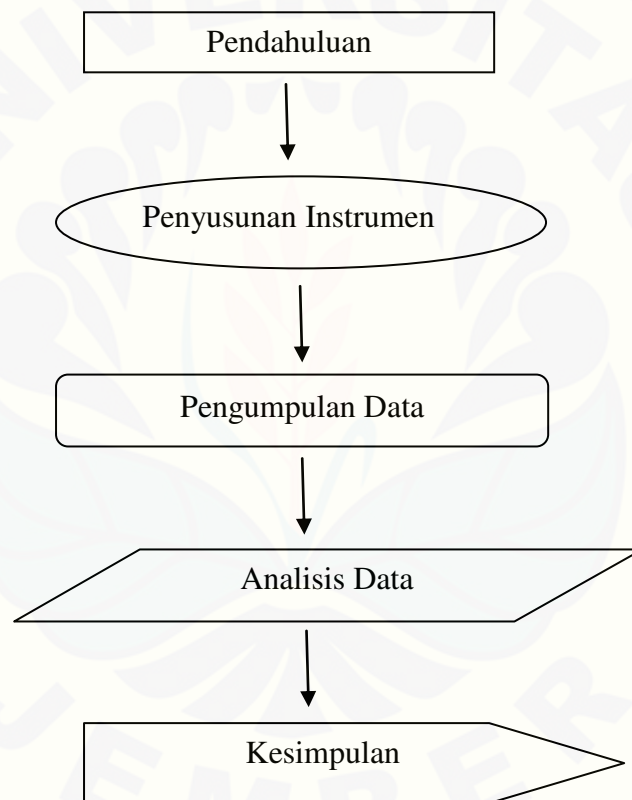 Pendahuluan
Penyusunan Instrumen
Pengumpulan Data
Analisis Data
Kesimpulan